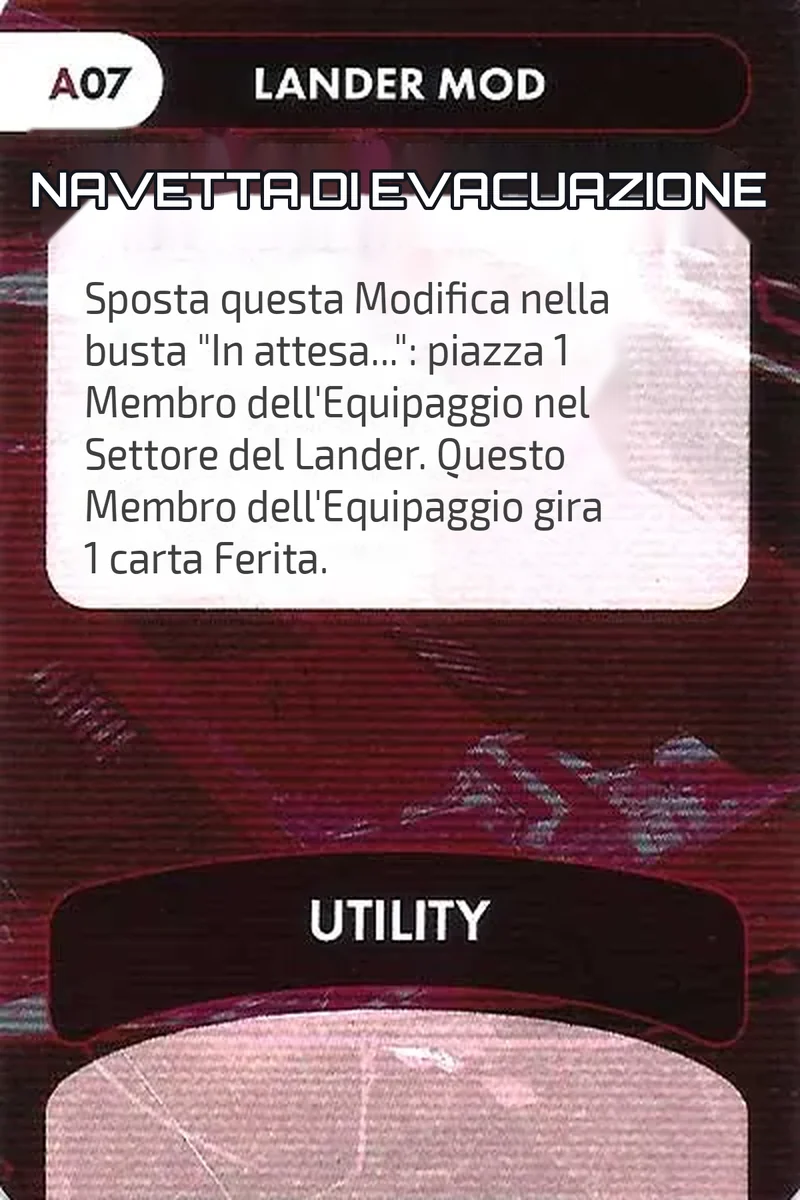 A07
LANDER MOD
NAVETTA DI EVACUAZIONE
Sposta questa Modifica nella
busta "In attesa...": piazza 1
Membro dell'Equipaggio nel
Settore del Lander. Questo
Membro dell'Equipaggio gira
1 carta Ferita.
UTILITY